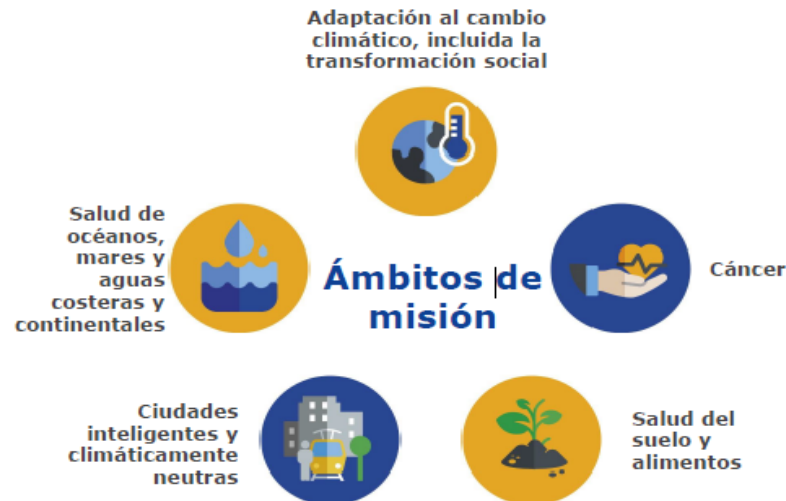 Adaptación al cambio
climático, incluida la
transformación social
Salud de
océanos,
mares y
aguas
costeras y
continentales
Ámbitos de
misión
Cáncer
Ciudades
inteligentes y
climáticamente
neutras
Salud del
suelo y
alimentos